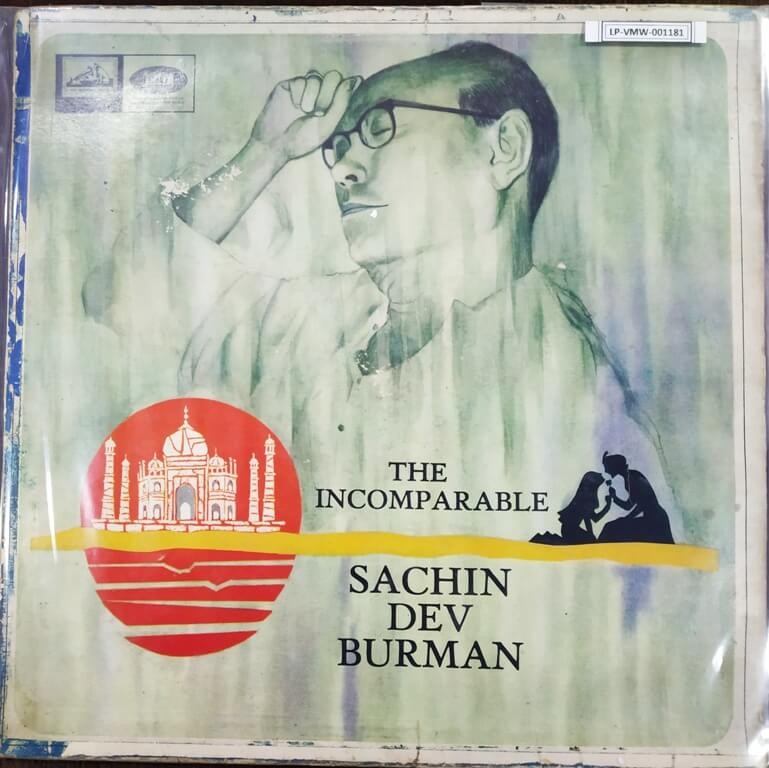 LP-VMW-001181
THE
INCOMPARABLE
SACHIN
DEV
BURMAN